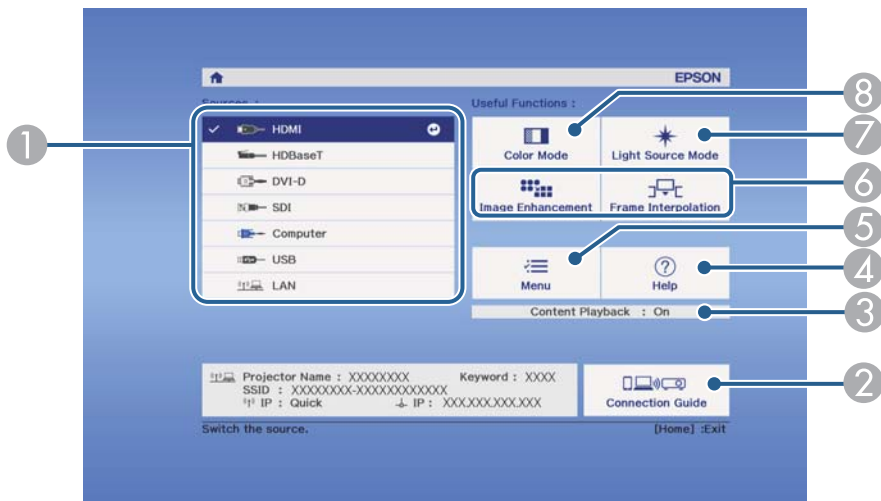 EPSON
Sources :
HDMI
HDBaseT
DVI-D
SDI
Computer
USB
LAN
Useful Functions :
Color Mode
Light Source Mode
Image Enhancement
Frame Interpolation
Menu
Help
Content Playback : On
Projector Name : XXXXXXXX Keyword : XXXX
SSID : XXXXXXXX-XXXXXXXXXXXX
IP : Quick IP : XXX.XXX.XXX.XXX
Connection Guide
Switch the source.
[Home] :Exit
1
8
7
6
5
4
3
2